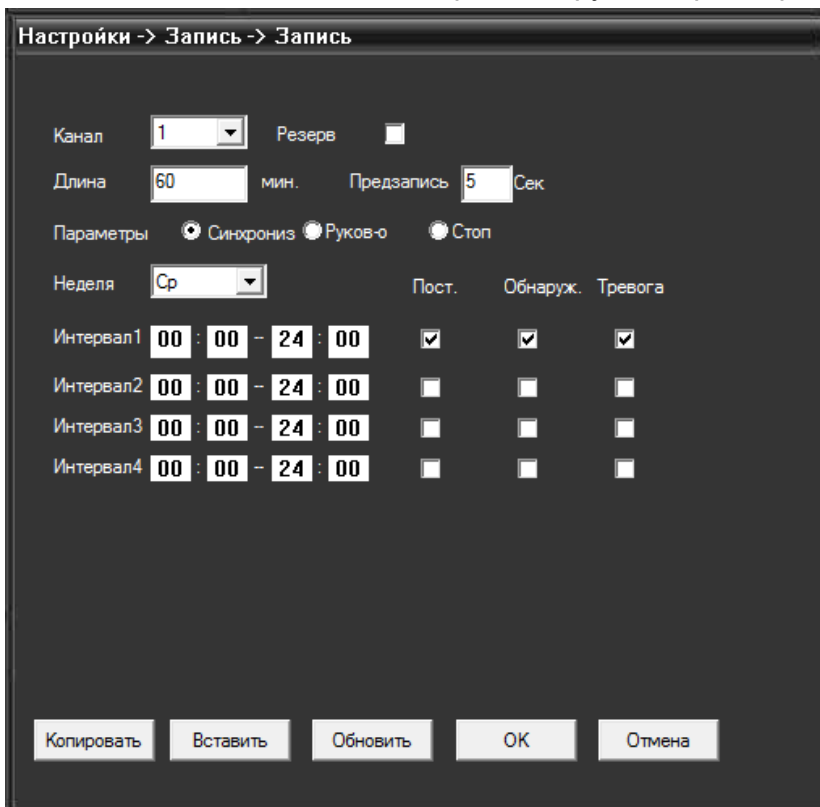 Настройки -> Запись -> Запись
Канал 1 Резерв
Длина 60 мин. Предзапись 5 Сек
Параметры Синхрониз Руков-о Стоп
Неделя Ср Пост. Обнаруж. Тревога
Интервал1 00 : 00 - 24 : 00
Интервал2 00 : 00 - 24 : 00
Интервал3 00 : 00 - 24 : 00
Интервал4 00 : 00 - 24 : 00
Копировать Вставить Обновить OK Отмена